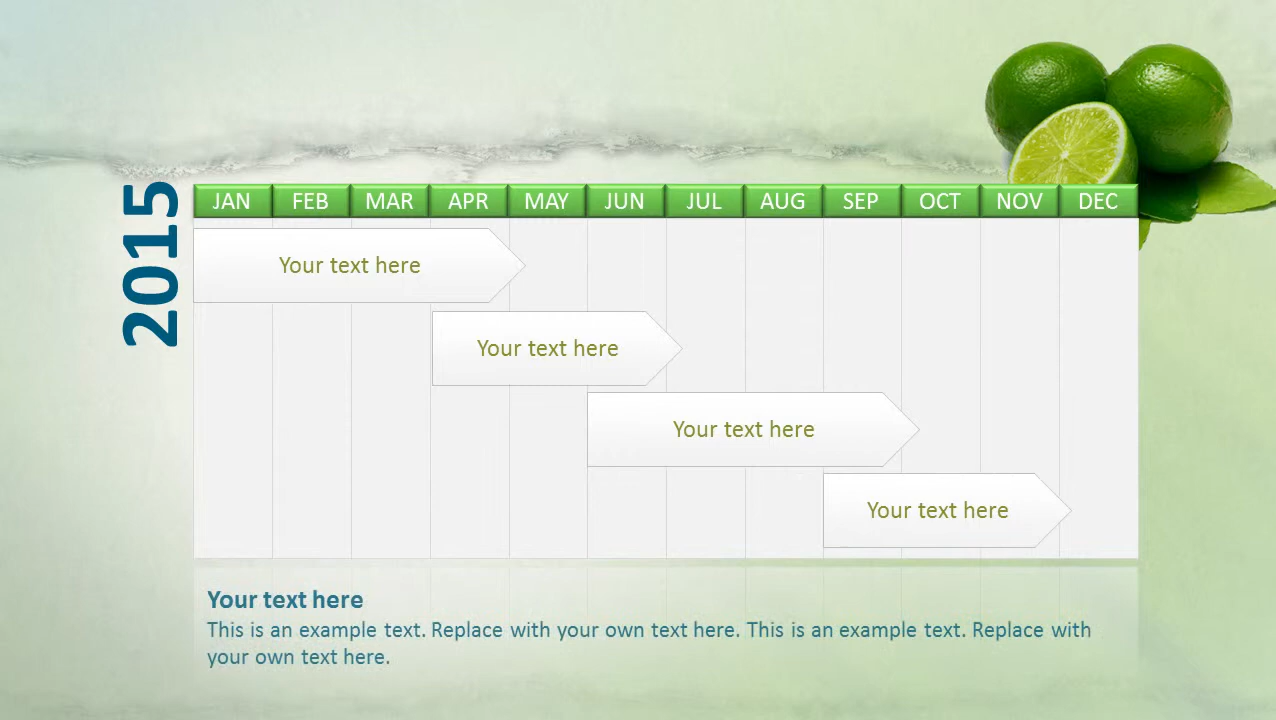 2015
JAN FEB MAR APR MAY JUN JUL AUG SEP OCT NOV DEC
Your text here
Your text here
Your text here
Your text here
Your text here
This is an example text. Replace with your own text here. This is an example text. Replace with
your own text here.